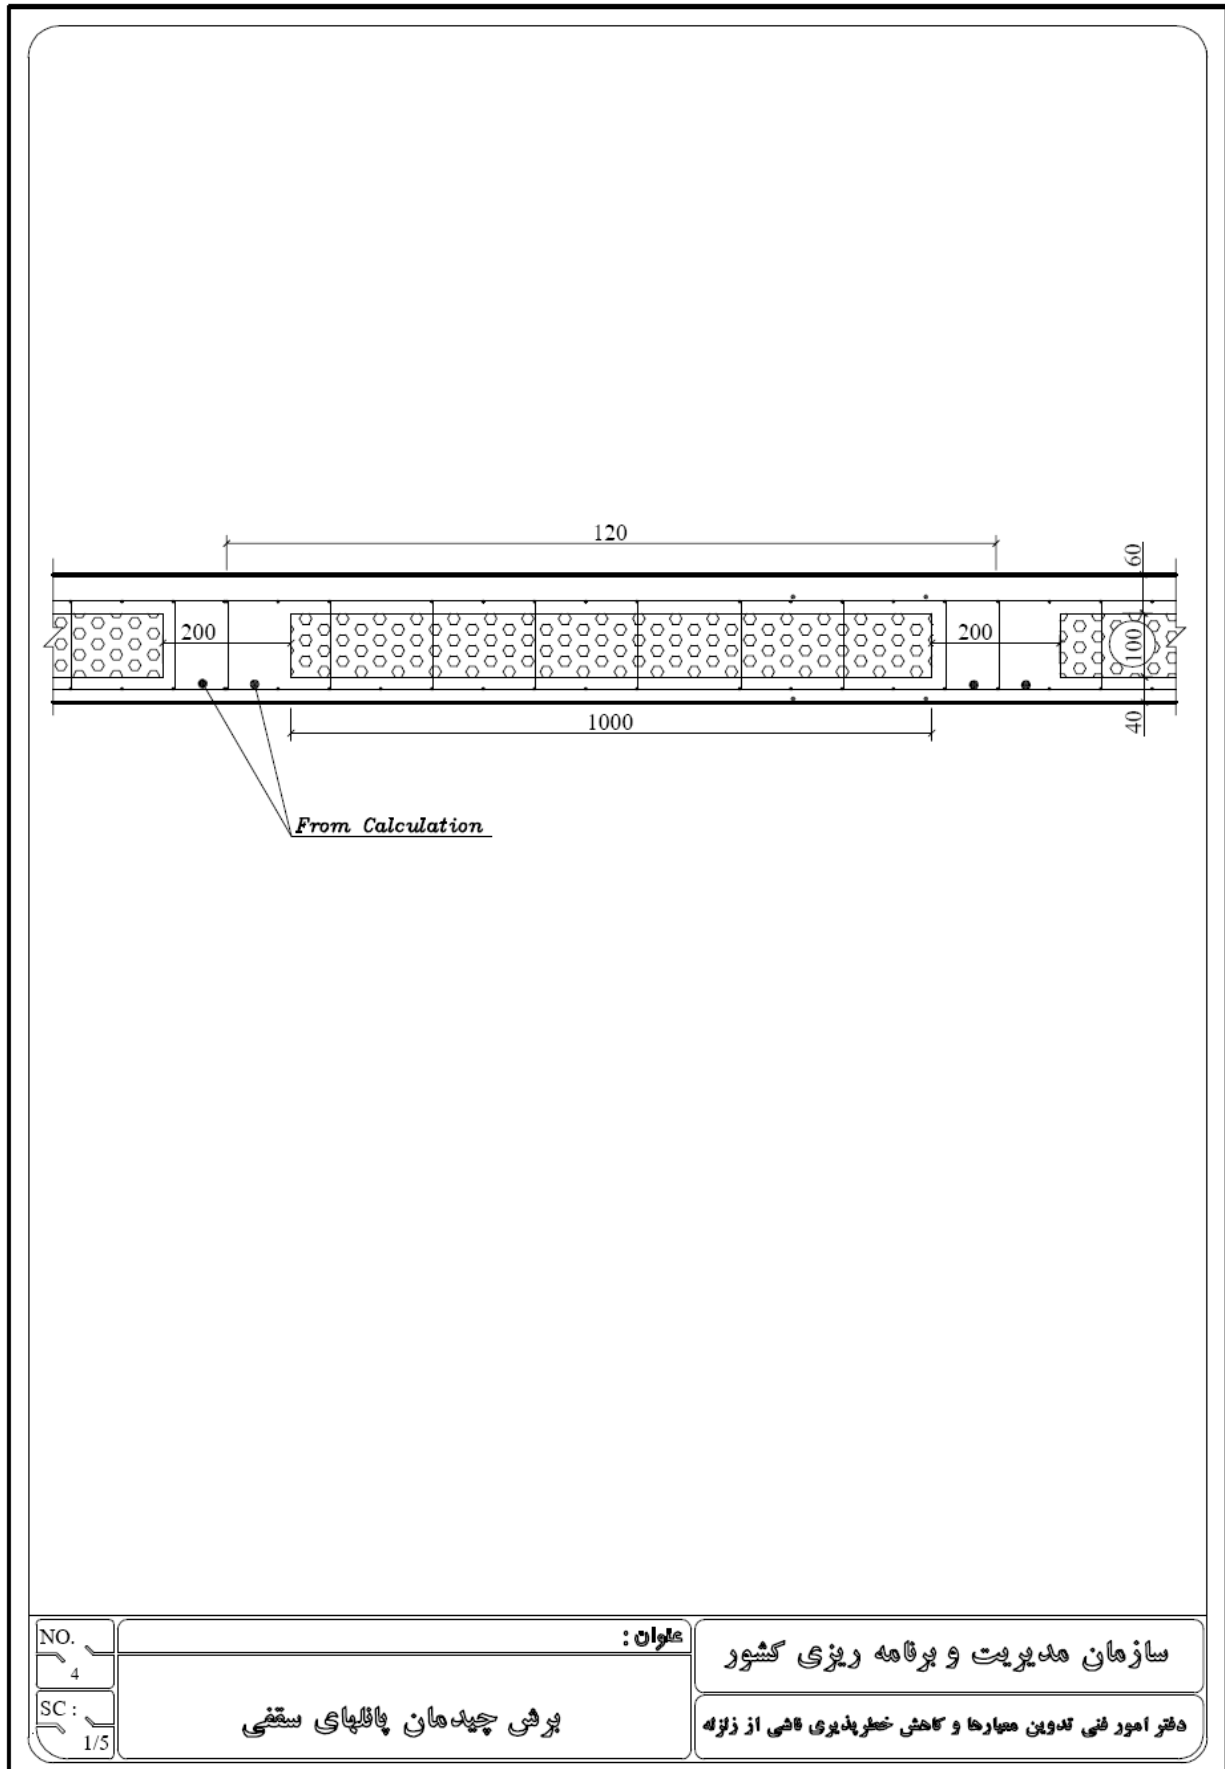 120
60
200
200
100
1000
40
From Calculation
NO.
4
SC :
1/5
عنوان :
برش چیدمان پانلهای سقفی
سازمان مدیریت و برنامه ریزی کشور
دفتر امور فنی تدوین معیارها و کاهش خطرپذیری ناشی از زلزله